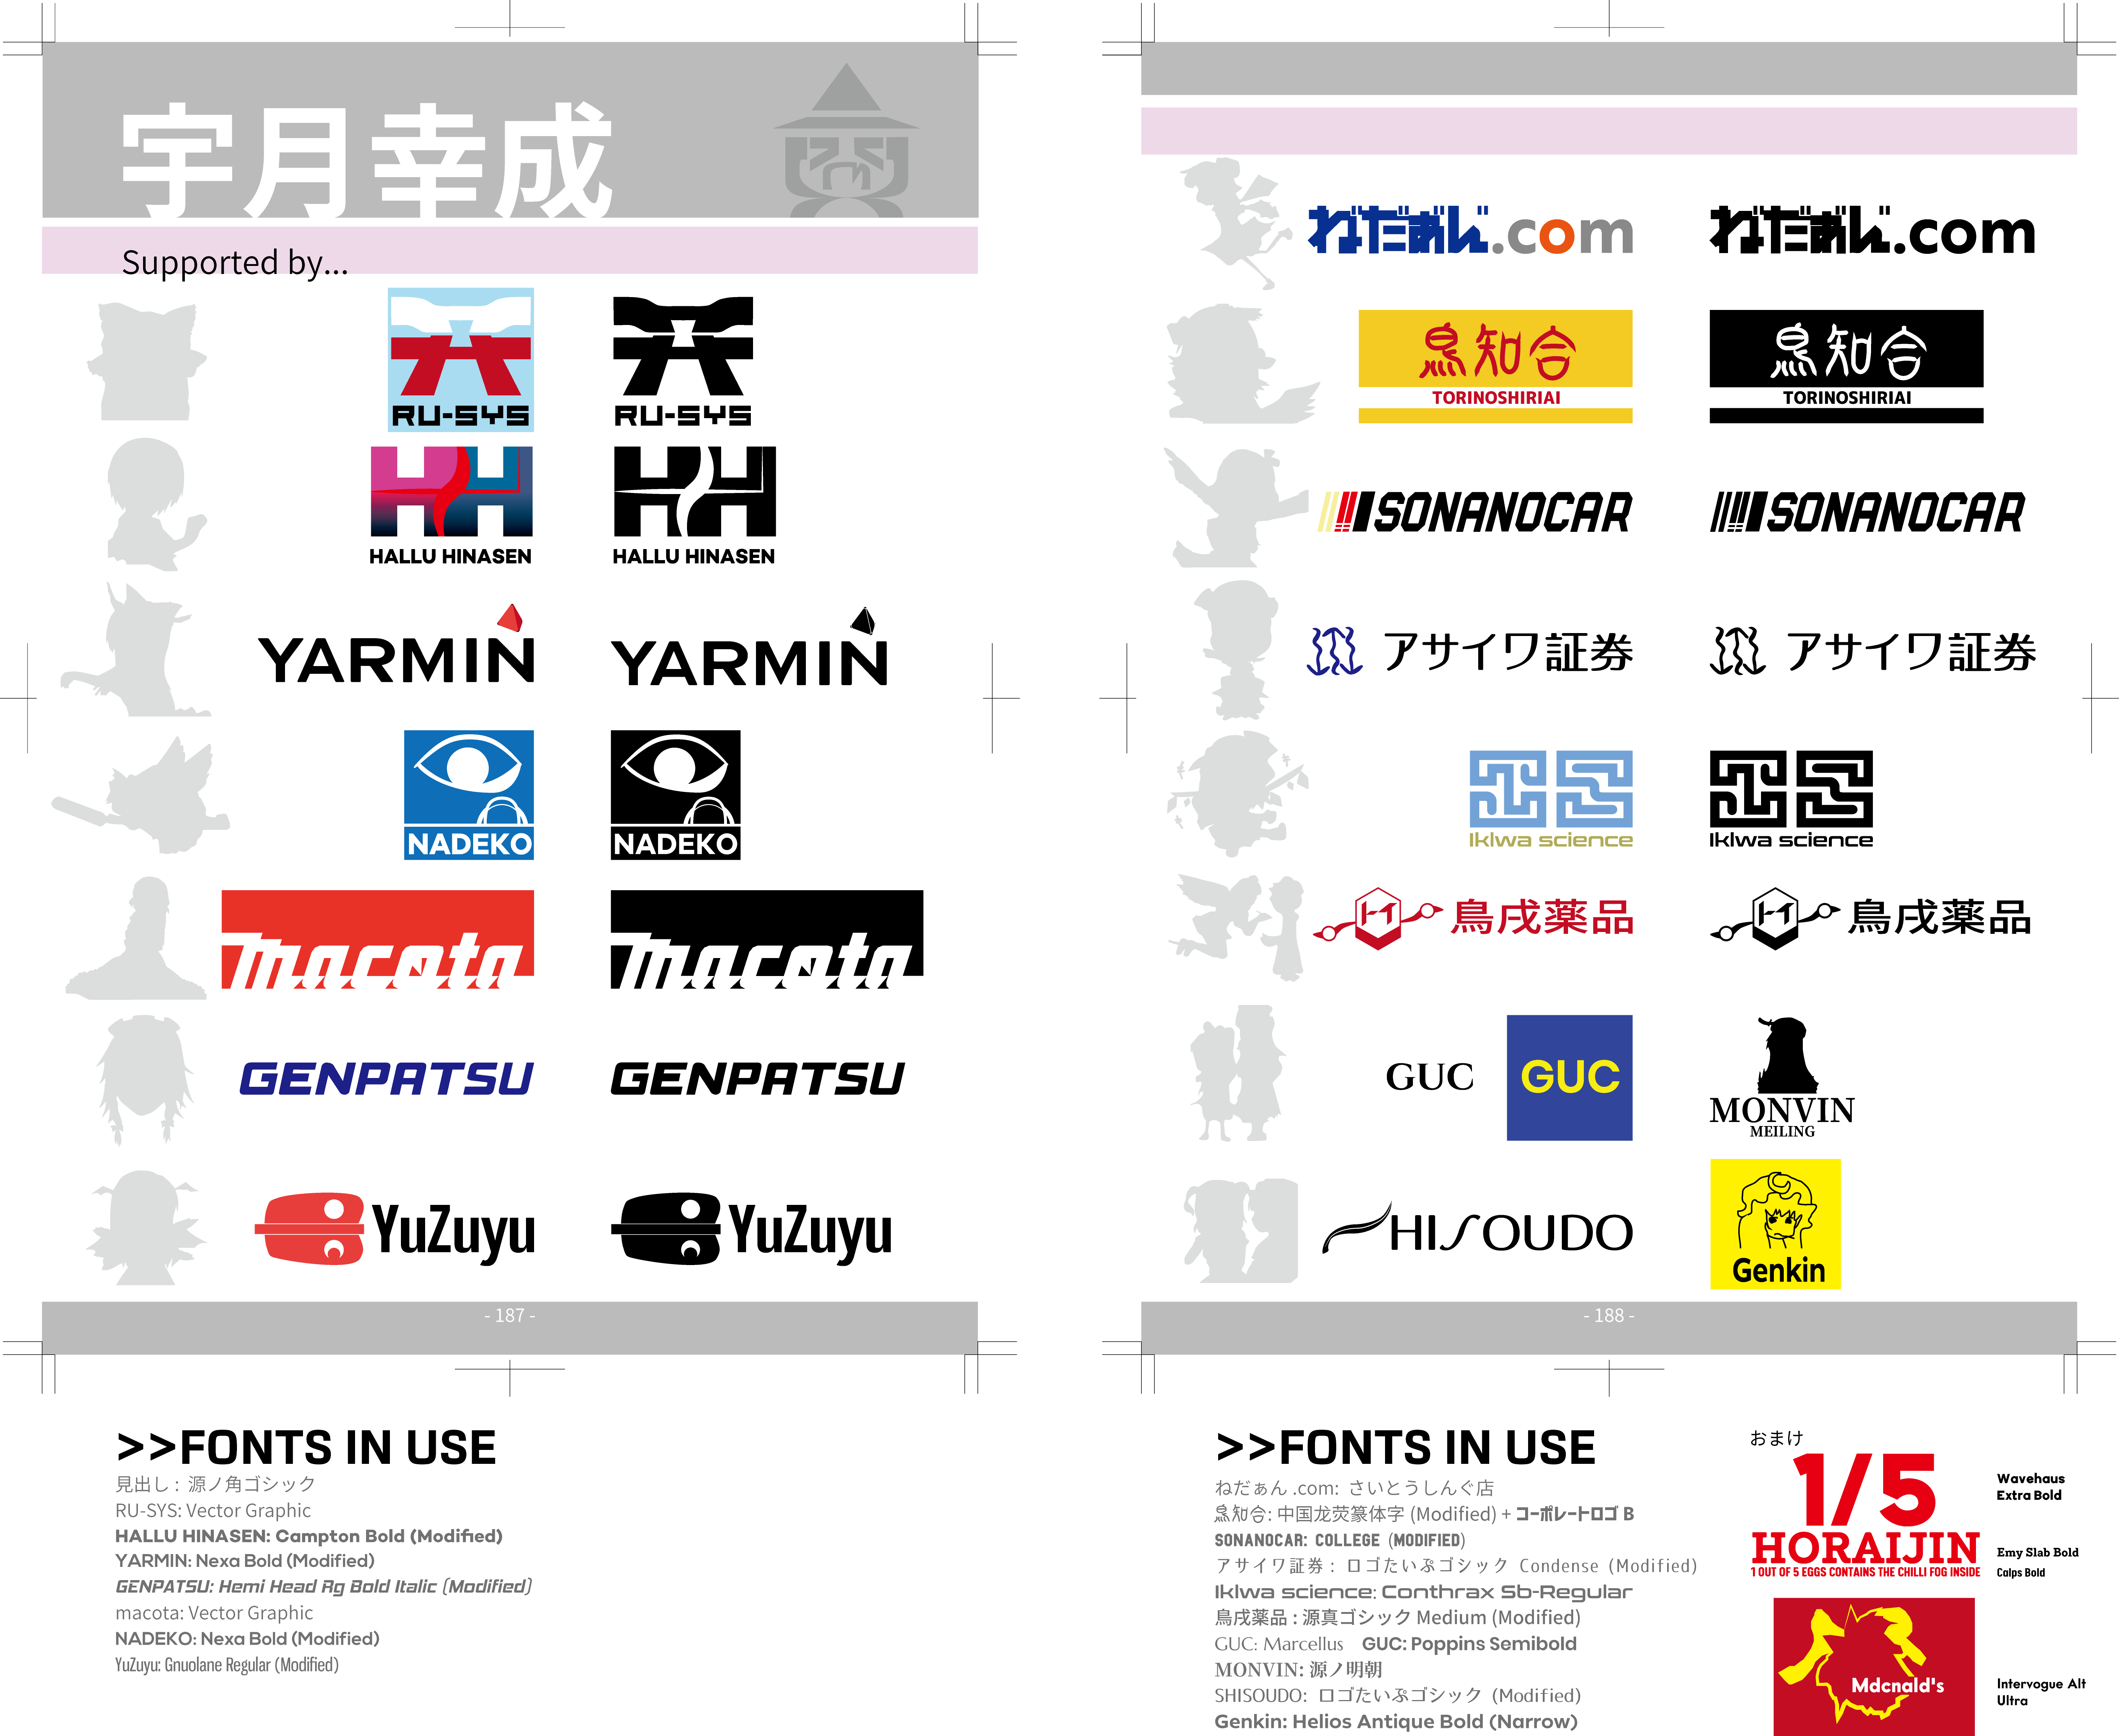 宇月幸成
Supported by...
RU-SYS
RU-SYS
HALLU HINASEN
HALLU HINASEN
YARMIN
YARMIN
NADEKO
NADEKO
macota
macota
GENPATSU
GENPATSU
YuZuyu
YuZuyu
- 187 -
>>FONTS IN USE
見出し: 源ノ角ゴシック
RU-SYS: Vector Graphic
HALLU HINASEN: Campton Bold (Modified)
YARMIN: Nexa Bold (Modified)
GENPATSU: Hemi Head Rg Bold Italic (Modified)
macota: Vector Graphic
NADEKO: Nexa Bold (Modified)
YuZuyu: Gnuolane Regular (Modified)
ねだぁん.com
ねだぁん.com
鳥知合
TORINOSHIRIAI
鳥知合
TORINOSHIRIAI
SONANOCAR
SONANOCAR
アサイワ証券
アサイワ証券
Iklwa science
Iklwa science
鳥戌薬品
鳥戌薬品
GUC
GUC
MONVIN
MEILING
HISOUDO
Genkin
- 188 -
>>FONTS IN USE
ねだぁん.com: さいとうしんぐ店
鳥知合: 中国龙荧篆体字 (Modified) + コーポレートロゴ B
SONANOCAR: COLLEGE (MODIFIED)
アサイワ証券: ロゴたいぷゴシック Condense (Modified)
Iklwa science: Conthrax Sb-Regular
鳥戌薬品: 源真ゴシック Medium (Modified)
GUC: Marcellus GUC: Poppins Semibold
MONVIN: 源ノ明朝
SHISOUDO: ロゴたいぷゴシック (Modified)
Genkin: Helios Antique Bold (Narrow)
おまけ
1/5
HORAIJIN
1 OUT OF 5 EGGS CONTAINS THE CHILLI FOG INSIDE
Wavehaus
Extra Bold
Emy Slab Bold
Calps Bold
Mdcnald's
Intervogue Alt
Ultra